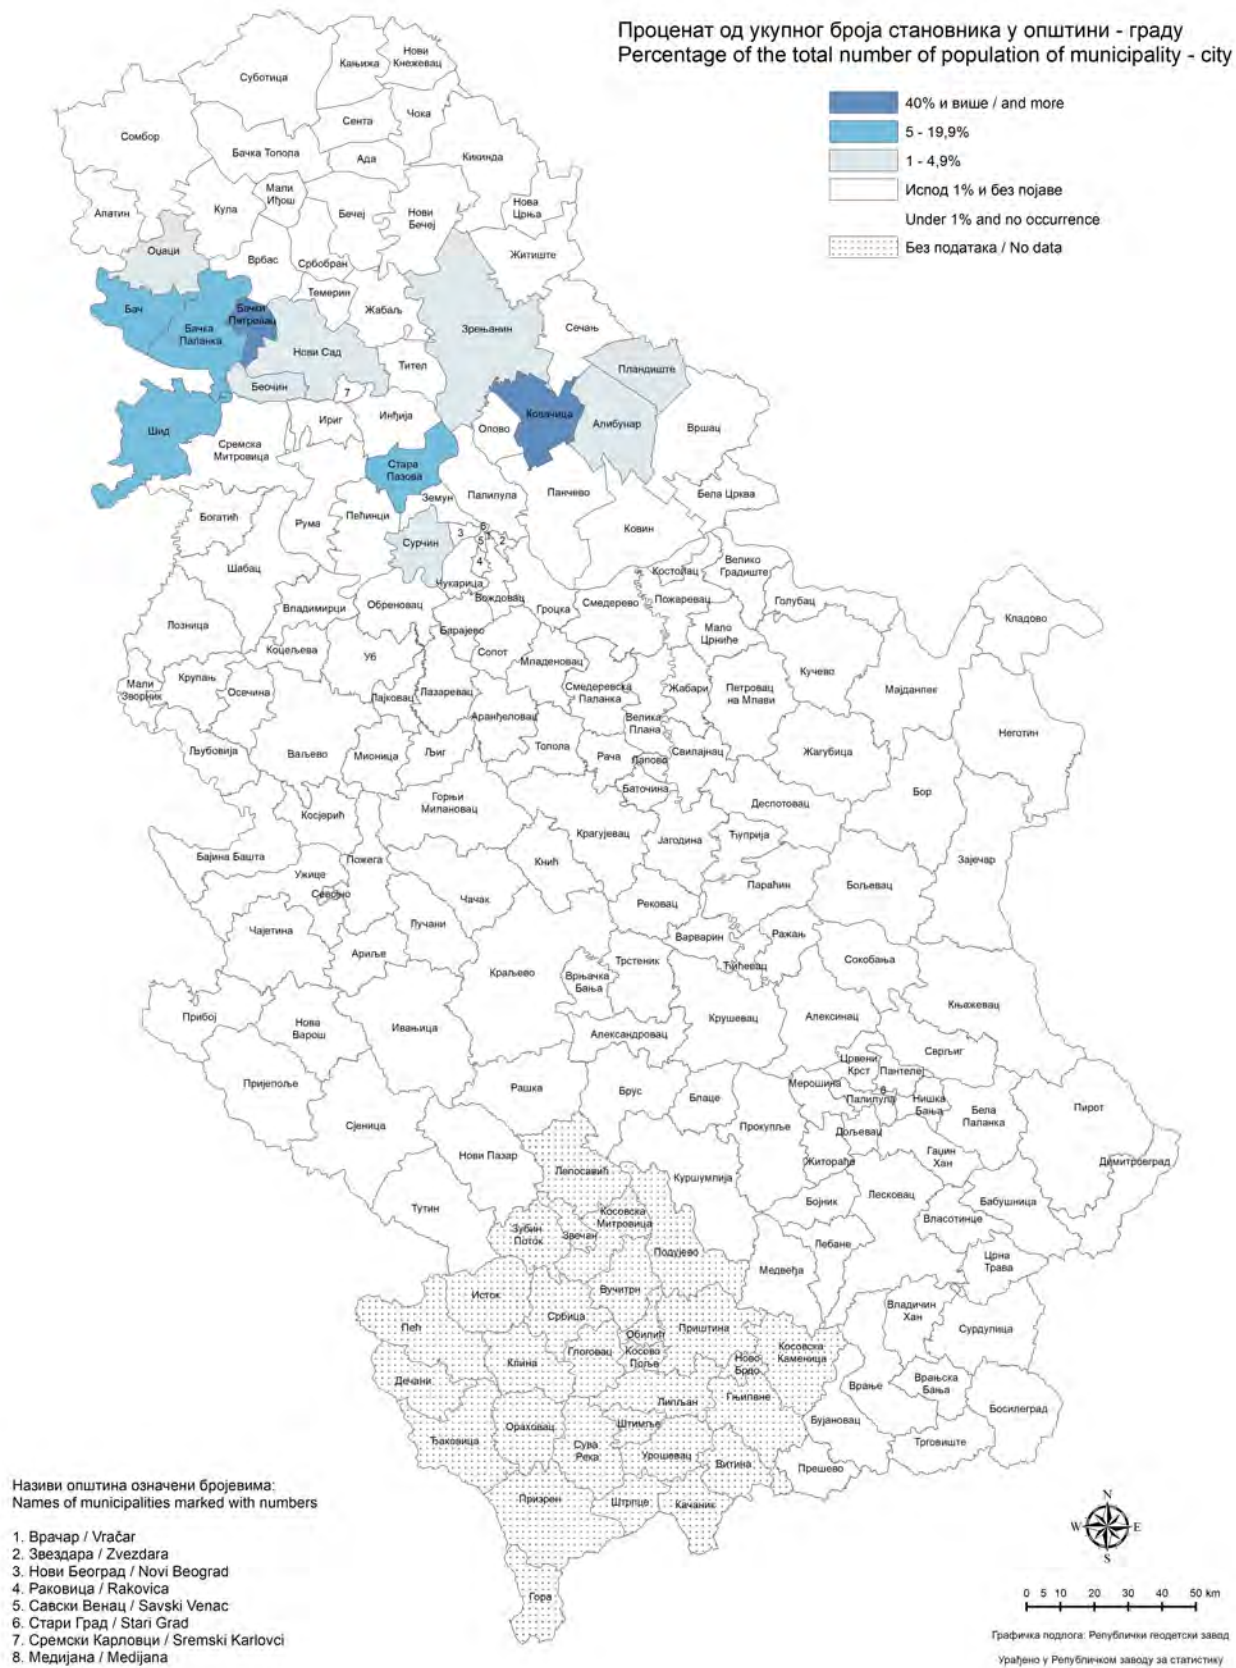 Проценат од укупног броја становника у општини - граду
Percentage of the total number of population of municipality - city
40% и више / and more
5 - 19,9%
1 - 4,9%
Испод 1% и без појаве
Under 1% and no occurrence
Без података / No data
Суботица
Кањижа
Нови
Кнежевац
Сомбор
Сента
Чока
Бачка Топола
Ада
Кикинда
Апатин
Кула
Мали
Иђош
Бечеј
Нови
Бечеј
Нова
Црња
Оџаци
Врбас
Србобран
Житиште
Бач
Бачка
Паланка
Бачки
Петровац
Темерин
Жабаљ
Зрењанин
Сечањ
Нови Сад
Тител
Пландиште
Беочин
7
Шид
Ириг
Инђија
Опово
Ковачица
Алибунар
Вршац
Сремска
Митровица
Стара
Пазова
Земун
Палилула
Панчево
Бела Црква
Богатић
Рума
Пећинци
Сурчин
3
6
5
2
4
Ковин
Шабац
Чукарица
Вождовац
Костолац
Велико
Градиште
Владимирци
Обреновац
Гроцка
Смедерево
Пожаревац
Голубац
Лозница
Барајево
Мало
Црниће
Кладово
Коцељева
Уб
Сопот
Младеновац
Кучево
Мали
Зворник
Крупањ
Осечина
Лајковац
Лазаревац
Смедеревска
Паланка
Жабари
Петровац
на Млави
Мајданпек
Аранђеловац
Велика
Плана
Љубовија
Ваљево
Мионица
Љиг
Топола
Рача
Лапово
Свилајнац
Жагубица
Неготин
Баточина
Косјерић
Горњи
Милановац
Деспотовац
Бор
Крагујевац
Јагодина
Ћуприја
Бајина Башта
Пожега
Кнић
Зајечар
Ужице
Севојно
Параћин
Бољевац
Чачак
Рековац
Чајетина
Лучани
Ариље
Варварин
Ражањ
Краљево
Врњачка
Бања
Трстеник
Ћићевац
Сокобања
Прибој
Нова
Варош
Ивањица
Александровац
Крушевац
Алексинац
Књажевац
Пријепоље
Рашка
Брус
Блаце
Мерошина
Црвени
Крст
Пантелеј
Сврљиг
8
Палилула
Нишка
Бања
Бела
Паланка
Пирот
Сјеница
Прокупље
Дољевац
Нови Пазар
Лепосавић
Куршумлија
Житорађе
Гаџин
Хан
Димитровград
Тутин
Косовска
Митровица
Бојник
Лесковац
Бабушница
Зубин
Поток
Звечан
Власотинце
Подујево
Лебане
Медвеђа
Црна
Трава
Исток
Вучитрн
Пећ
Србица
Обилић
Приштина
Косовска
Каменица
Владичин
Хан
Сурдулица
Клина
Глоговац
Косово
Поље
Ново
Брдо
Дечани
Гњилане
Врање
Врањска
Бања
Липљан
Бујановац
Босилеград
Ђаковица
Ораховац
Штимље
Сува
Река
Урошевац
Витина
Трговиште
Прешево
Призрен
Штрпце
Качаник
Гора
Називи општина означени бројевима:
Names of municipalities marked with numbers
1. Врачар / Vračar
2. Звездара / Zvezdara
3. Нови Београд / Novi Beograd
4. Раковица / Rakovica
5. Савски Венац / Savski Venac
6. Стари Град / Stari Grad
7. Сремски Карловци / Sremski Karlovci
8. Медијана / Medijana
N
W E
S
0 5 10 20 30 40 50 km
Графичка подлога: Републички геодетски завод
Урађено у Републичком заводу за статистику